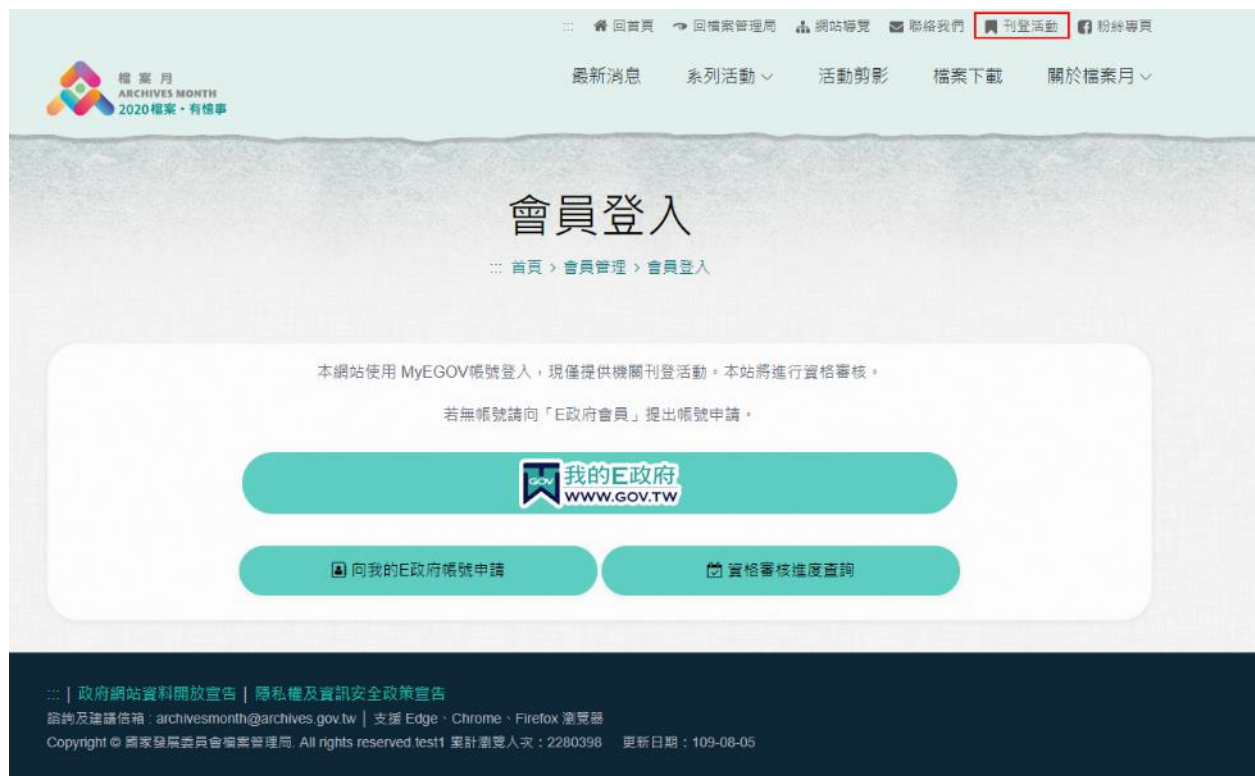 ::: 回首頁 回檔案管理局 網站導覽 聯絡我們 刊登活動 粉絲專頁
檔案月
ARCHIVES MONTH
2020檔案・有憶事
最新消息 系列活動 活動剪影 檔案下載 關於檔案月
會員登入
::: 首頁 > 會員管理 > 會員登入
本網站使用 MyEGOV帳號登入，現僅提供機關刊登活動。本站將進行資格審核。
若無帳號請向「E政府會員」提出帳號申請。
GOV 我的E政府
WWW.GOV.TW
向我的E政府帳號申請 資格審核進度查詢
::: | 政府網站資料開放宣告 | 隱私權及資訊安全政策宣告
諮詢及建議信箱 : archivesmonth@archives.gov.tw │ 支援 Edge、Chrome、Firefox 瀏覽器
Copyright © 國家發展委員會檔案管理局. All rights reserved.test1 累計瀏覽人次：2280398 更新日期：109-08-05